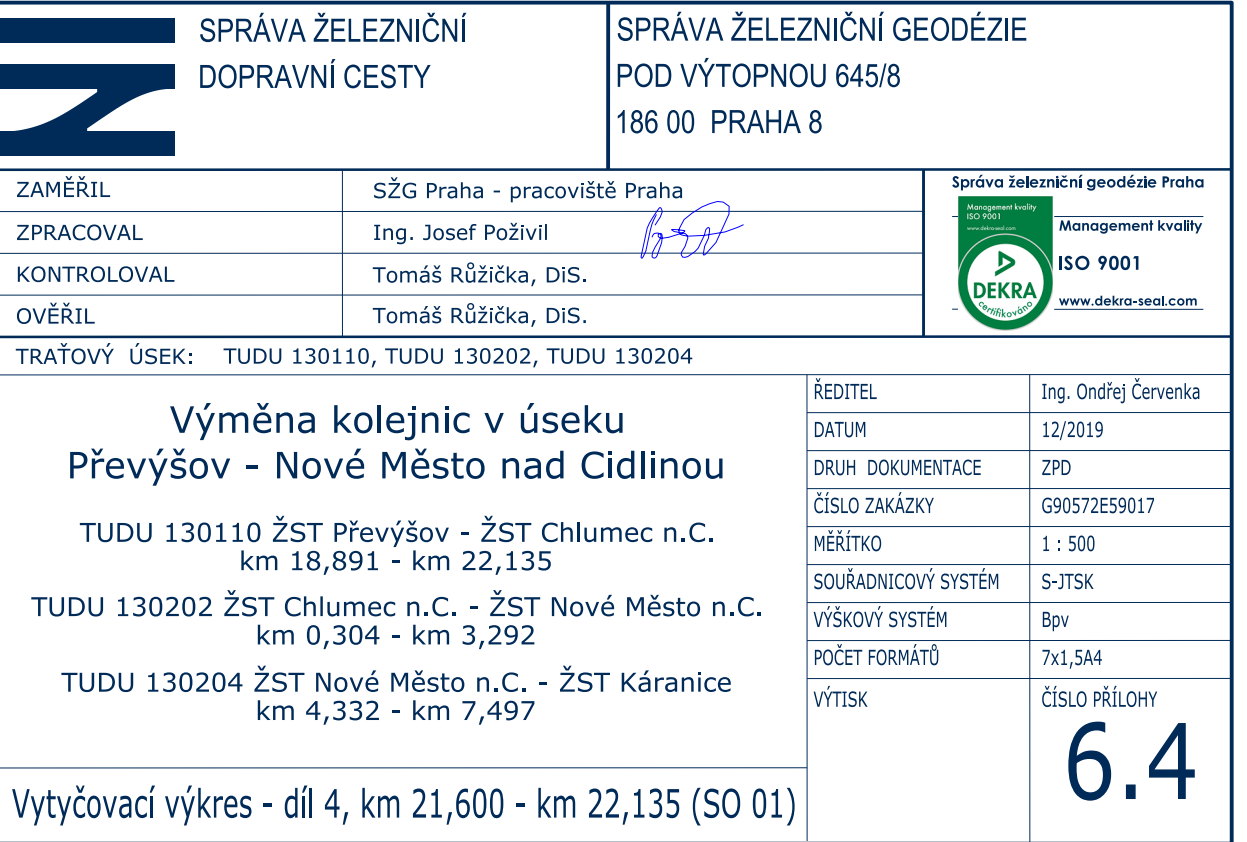 SPRÁVA ŽELEZNIČNÍ
DOPRAVNÍ CESTY
SPRÁVA ŽELEZNIČNÍ GEODÉZIE
POD VÝTOPNOU 645/8
186 00 PRAHA 8
ZAMĚŘIL SŽG Praha - pracoviště Praha
ZPRACOVAL Ing. Josef Poživil
KONTROLOVAL Tomáš Růžička, DiS.
OVĚŘIL Tomáš Růžička, DiS.
Správa železniční geodézie Praha
Management kvality
ISO 9001
www.dekra-seal.com
DEKRA
certifikováno
Management kvality
ISO 9001
www.dekra-seal.com
TRAŤOVÝ ÚSEK: TUDU 130110, TUDU 130202, TUDU 130204
Výměna kolejnic v úseku
Převýšov - Nové Město nad Cidlinou
TUDU 130110 ŽST Převýšov - ŽST Chlumec n.C.
km 18,891 - km 22,135
TUDU 130202 ŽST Chlumec n.C. - ŽST Nové Město n.C.
km 0,304 - km 3,292
TUDU 130204 ŽST Nové Město n.C. - ŽST Káranice
km 4,332 - km 7,497
Vytyčovací výkres - díl 4, km 21,600 - km 22,135 (SO 01)
ŘEDITEL Ing. Ondřej Červenka
DATUM 12/2019
DRUH DOKUMENTACE ZPD
ČÍSLO ZAKÁZKY G90572E59017
MĚŘÍTKO 1 : 500
SOUŘADNICOVÝ SYSTÉM S-JTSK
VÝŠKOVÝ SYSTÉM Bpv
POČET FORMÁTŮ 7x1,5A4
VÝTISK ČÍSLO PŘÍLOHY
6.4